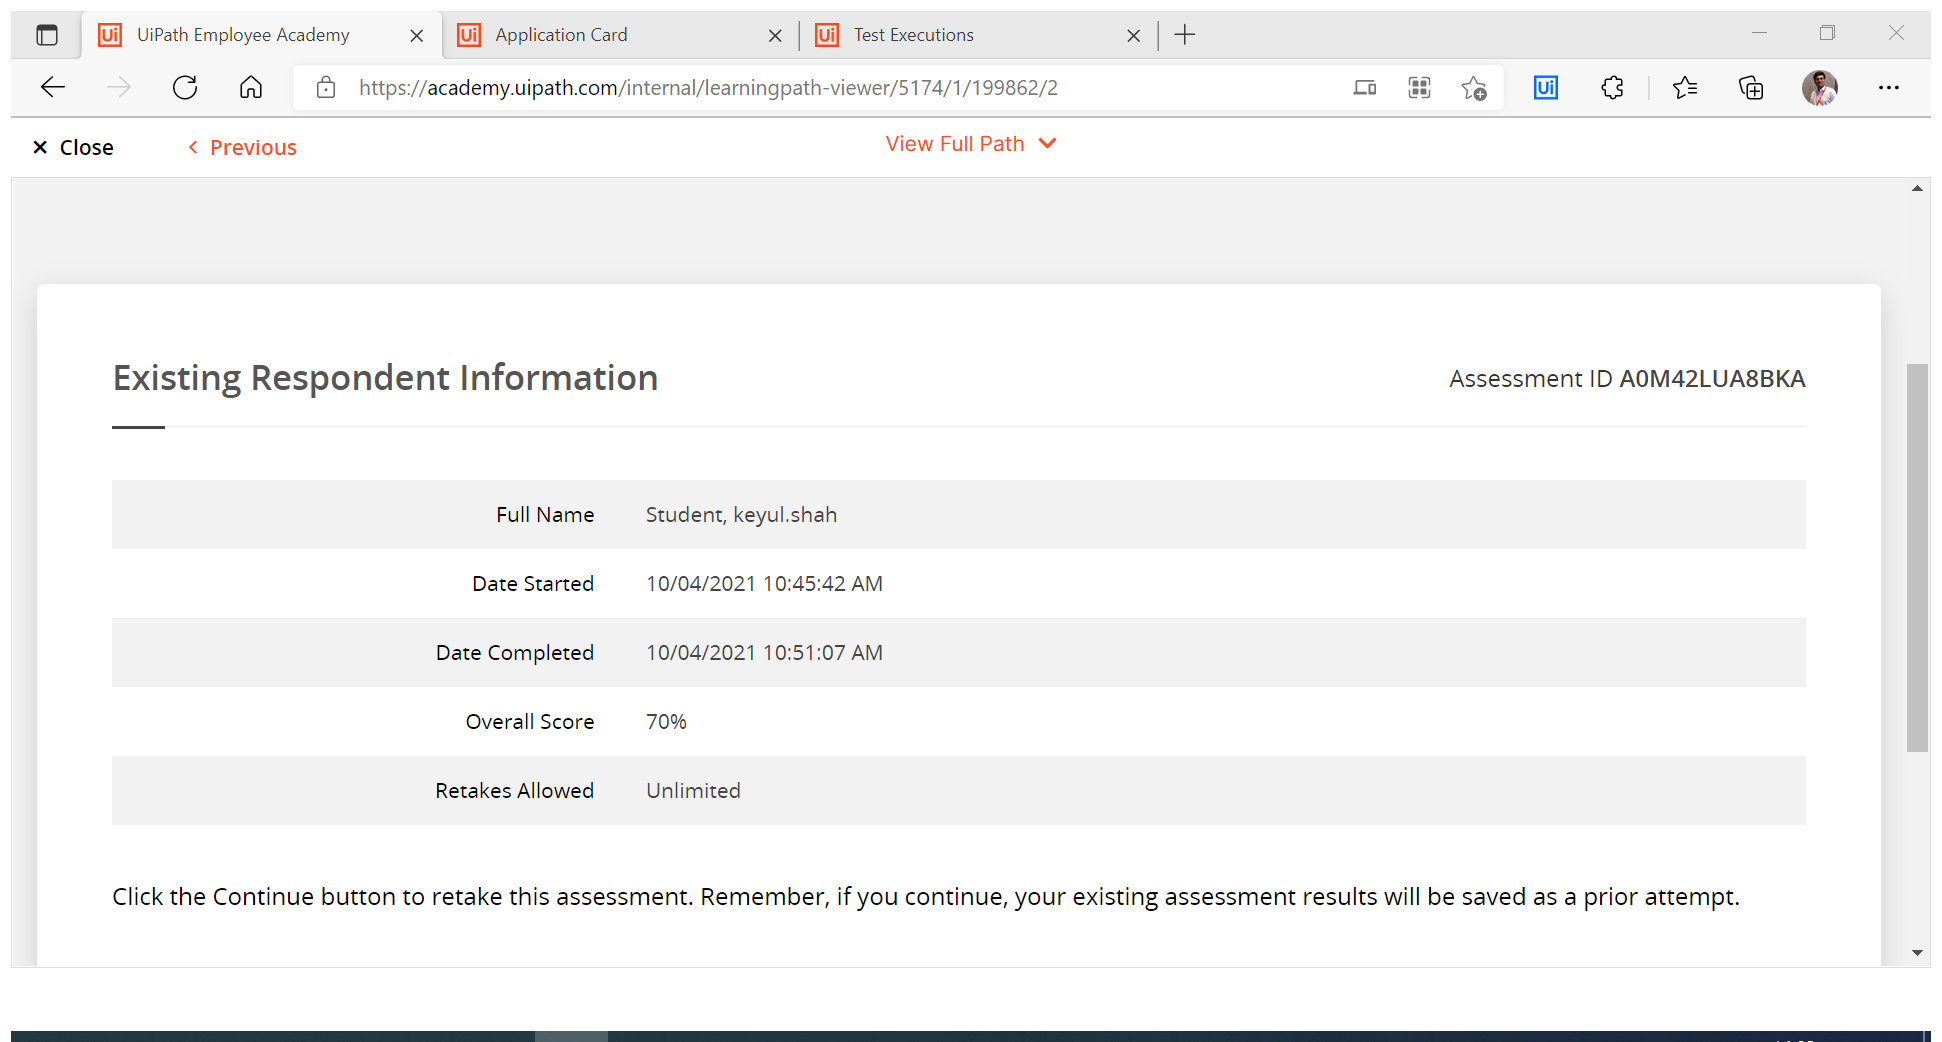 Ui UiPath Employee Academy Ui Application Card Ui Test Executions
https://academy.uipath.com/internal/learningpath-viewer/5174/1/199862/2 Ui
Close Previous View Full Path
Existing Respondent Information Assessment ID A0M42LUA8BKA
Full Name Student, keyul.shah
Date Started 10/04/2021 10:45:42 AM
Date Completed 10/04/2021 10:51:07 AM
Overall Score 70%
Retakes Allowed Unlimited
Click the Continue button to retake this assessment. Remember, if you continue, your existing assessment results will be saved as a prior attempt.